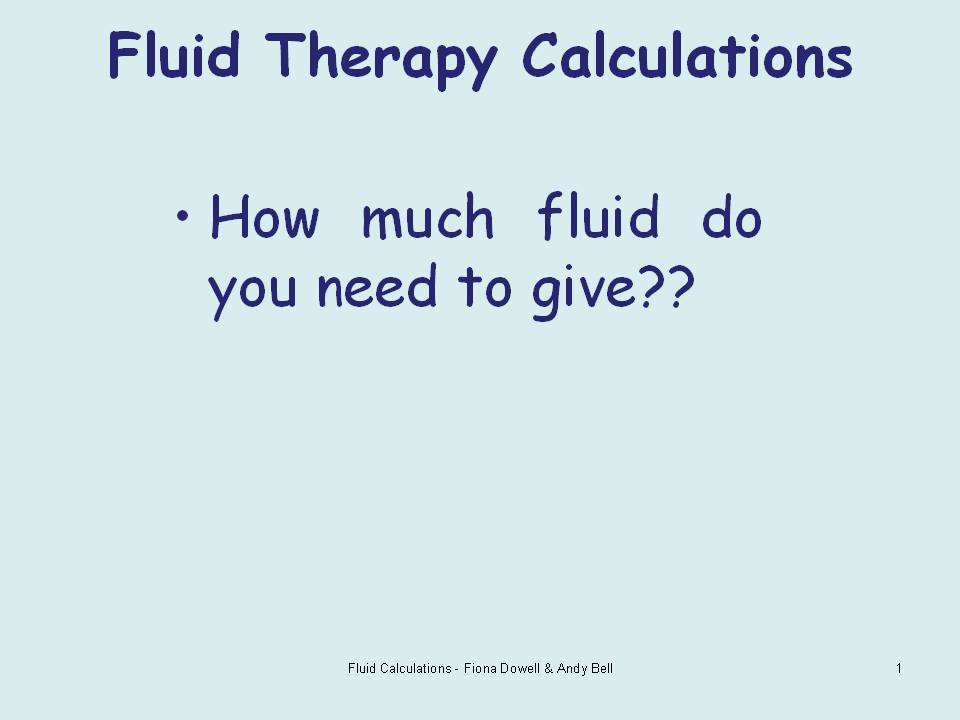 Fluid Therapy Calculations
• How much fluid do
you need to give??
Fluid Calculations - Fiona Dowell & Andy Bell
1